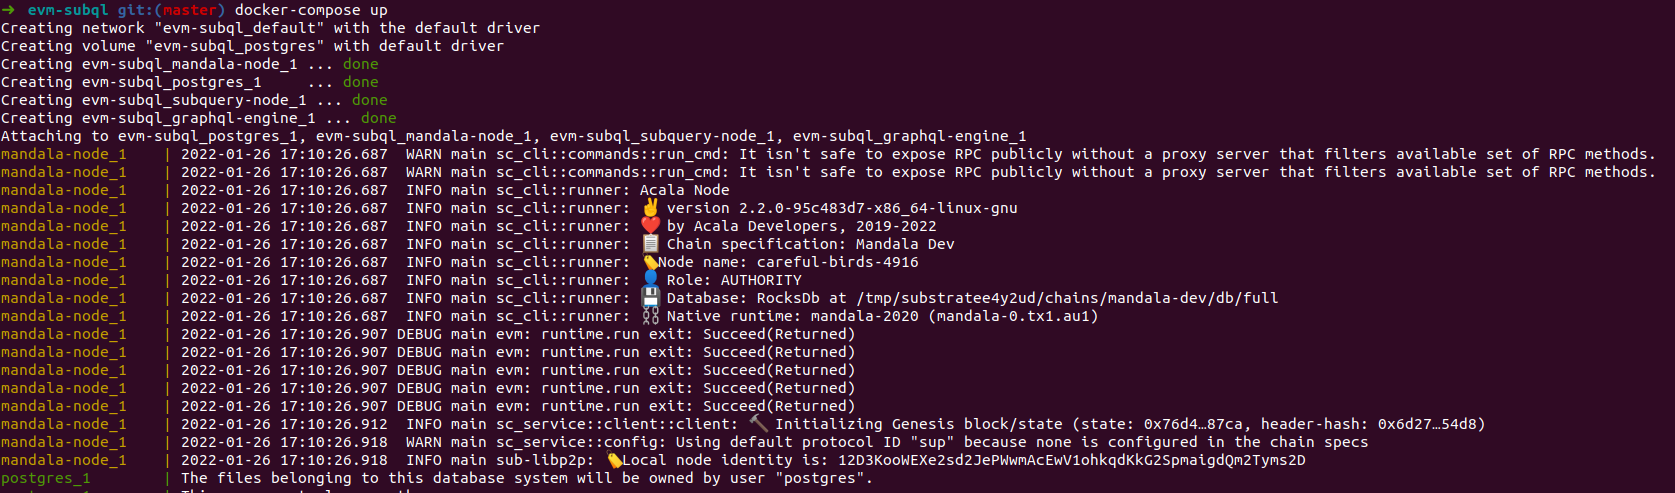 ➜  evm-subql git:(master) docker-compose up
Creating network "evm-subql_default" with the default driver
Creating volume "evm-subql_postgres" with default driver
Creating evm-subql_mandala-node_1 ... done
Creating evm-subql_postgres_1     ... done
Creating evm-subql_subquery-node_1 ... done
Creating evm-subql_graphql-engine_1 ... done
Attaching to evm-subql_postgres_1, evm-subql_mandala-node_1, evm-subql_subquery-node_1, evm-subql_graphql-engine_1
mandala-node_1    | 2022-01-26 17:10:26.687  WARN main sc_cli::commands::run_cmd: It isn't safe to expose RPC publicly without a proxy server that filters available set of RPC methods.
mandala-node_1    | 2022-01-26 17:10:26.687  WARN main sc_cli::commands::run_cmd: It isn't safe to expose RPC publicly without a proxy server that filters available set of RPC methods.
mandala-node_1    | 2022-01-26 17:10:26.687  INFO main sc_cli::runner: Acala Node
mandala-node_1    | 2022-01-26 17:10:26.687  INFO main sc_cli::runner: ✌️ version 2.2.0-95c483d7-x86_64-linux-gnu
mandala-node_1    | 2022-01-26 17:10:26.687  INFO main sc_cli::runner: ❤️ by Acala Developers, 2019-2022
mandala-node_1    | 2022-01-26 17:10:26.687  INFO main sc_cli::runner: 📋 Chain specification: Mandala Dev
mandala-node_1    | 2022-01-26 17:10:26.687  INFO main sc_cli::runner: 🏷Node name: careful-birds-4916
mandala-node_1    | 2022-01-26 17:10:26.687  INFO main sc_cli::runner: 👤 Role: AUTHORITY
mandala-node_1    | 2022-01-26 17:10:26.687  INFO main sc_cli::runner: 💾 Database: RocksDb at /tmp/substratee4y2ud/chains/mandala-dev/db/full
mandala-node_1    | 2022-01-26 17:10:26.687  INFO main sc_cli::runner: ⛓ Native runtime: mandala-2020 (mandala-0.tx1.au1)
mandala-node_1    | 2022-01-26 17:10:26.907 DEBUG main evm: runtime.run exit: Succeed(Returned)
mandala-node_1    | 2022-01-26 17:10:26.907 DEBUG main evm: runtime.run exit: Succeed(Returned)
mandala-node_1    | 2022-01-26 17:10:26.907 DEBUG main evm: runtime.run exit: Succeed(Returned)
mandala-node_1    | 2022-01-26 17:10:26.907 DEBUG main evm: runtime.run exit: Succeed(Returned)
mandala-node_1    | 2022-01-26 17:10:26.907 DEBUG main evm: runtime.run exit: Succeed(Returned)
mandala-node_1    | 2022-01-26 17:10:26.912  INFO main sc_service::client::client: 🔨 Initializing Genesis block/state (state: 0x76d4…87ca, header-hash: 0x6d27…54d8)
mandala-node_1    | 2022-01-26 17:10:26.918  WARN main sc_service::config: Using default protocol ID "sup" because none is configured in the chain specs
mandala-node_1    | 2022-01-26 17:10:26.918  INFO main sub-libp2p: 🏷Local node identity is: 12D3KooWEXe2sd2JePWwmAcEwV1ohkqdKkG2SpmaigdQm2Tyms2D
postgres_1        | The files belonging to this database system will be owned by user "postgres".